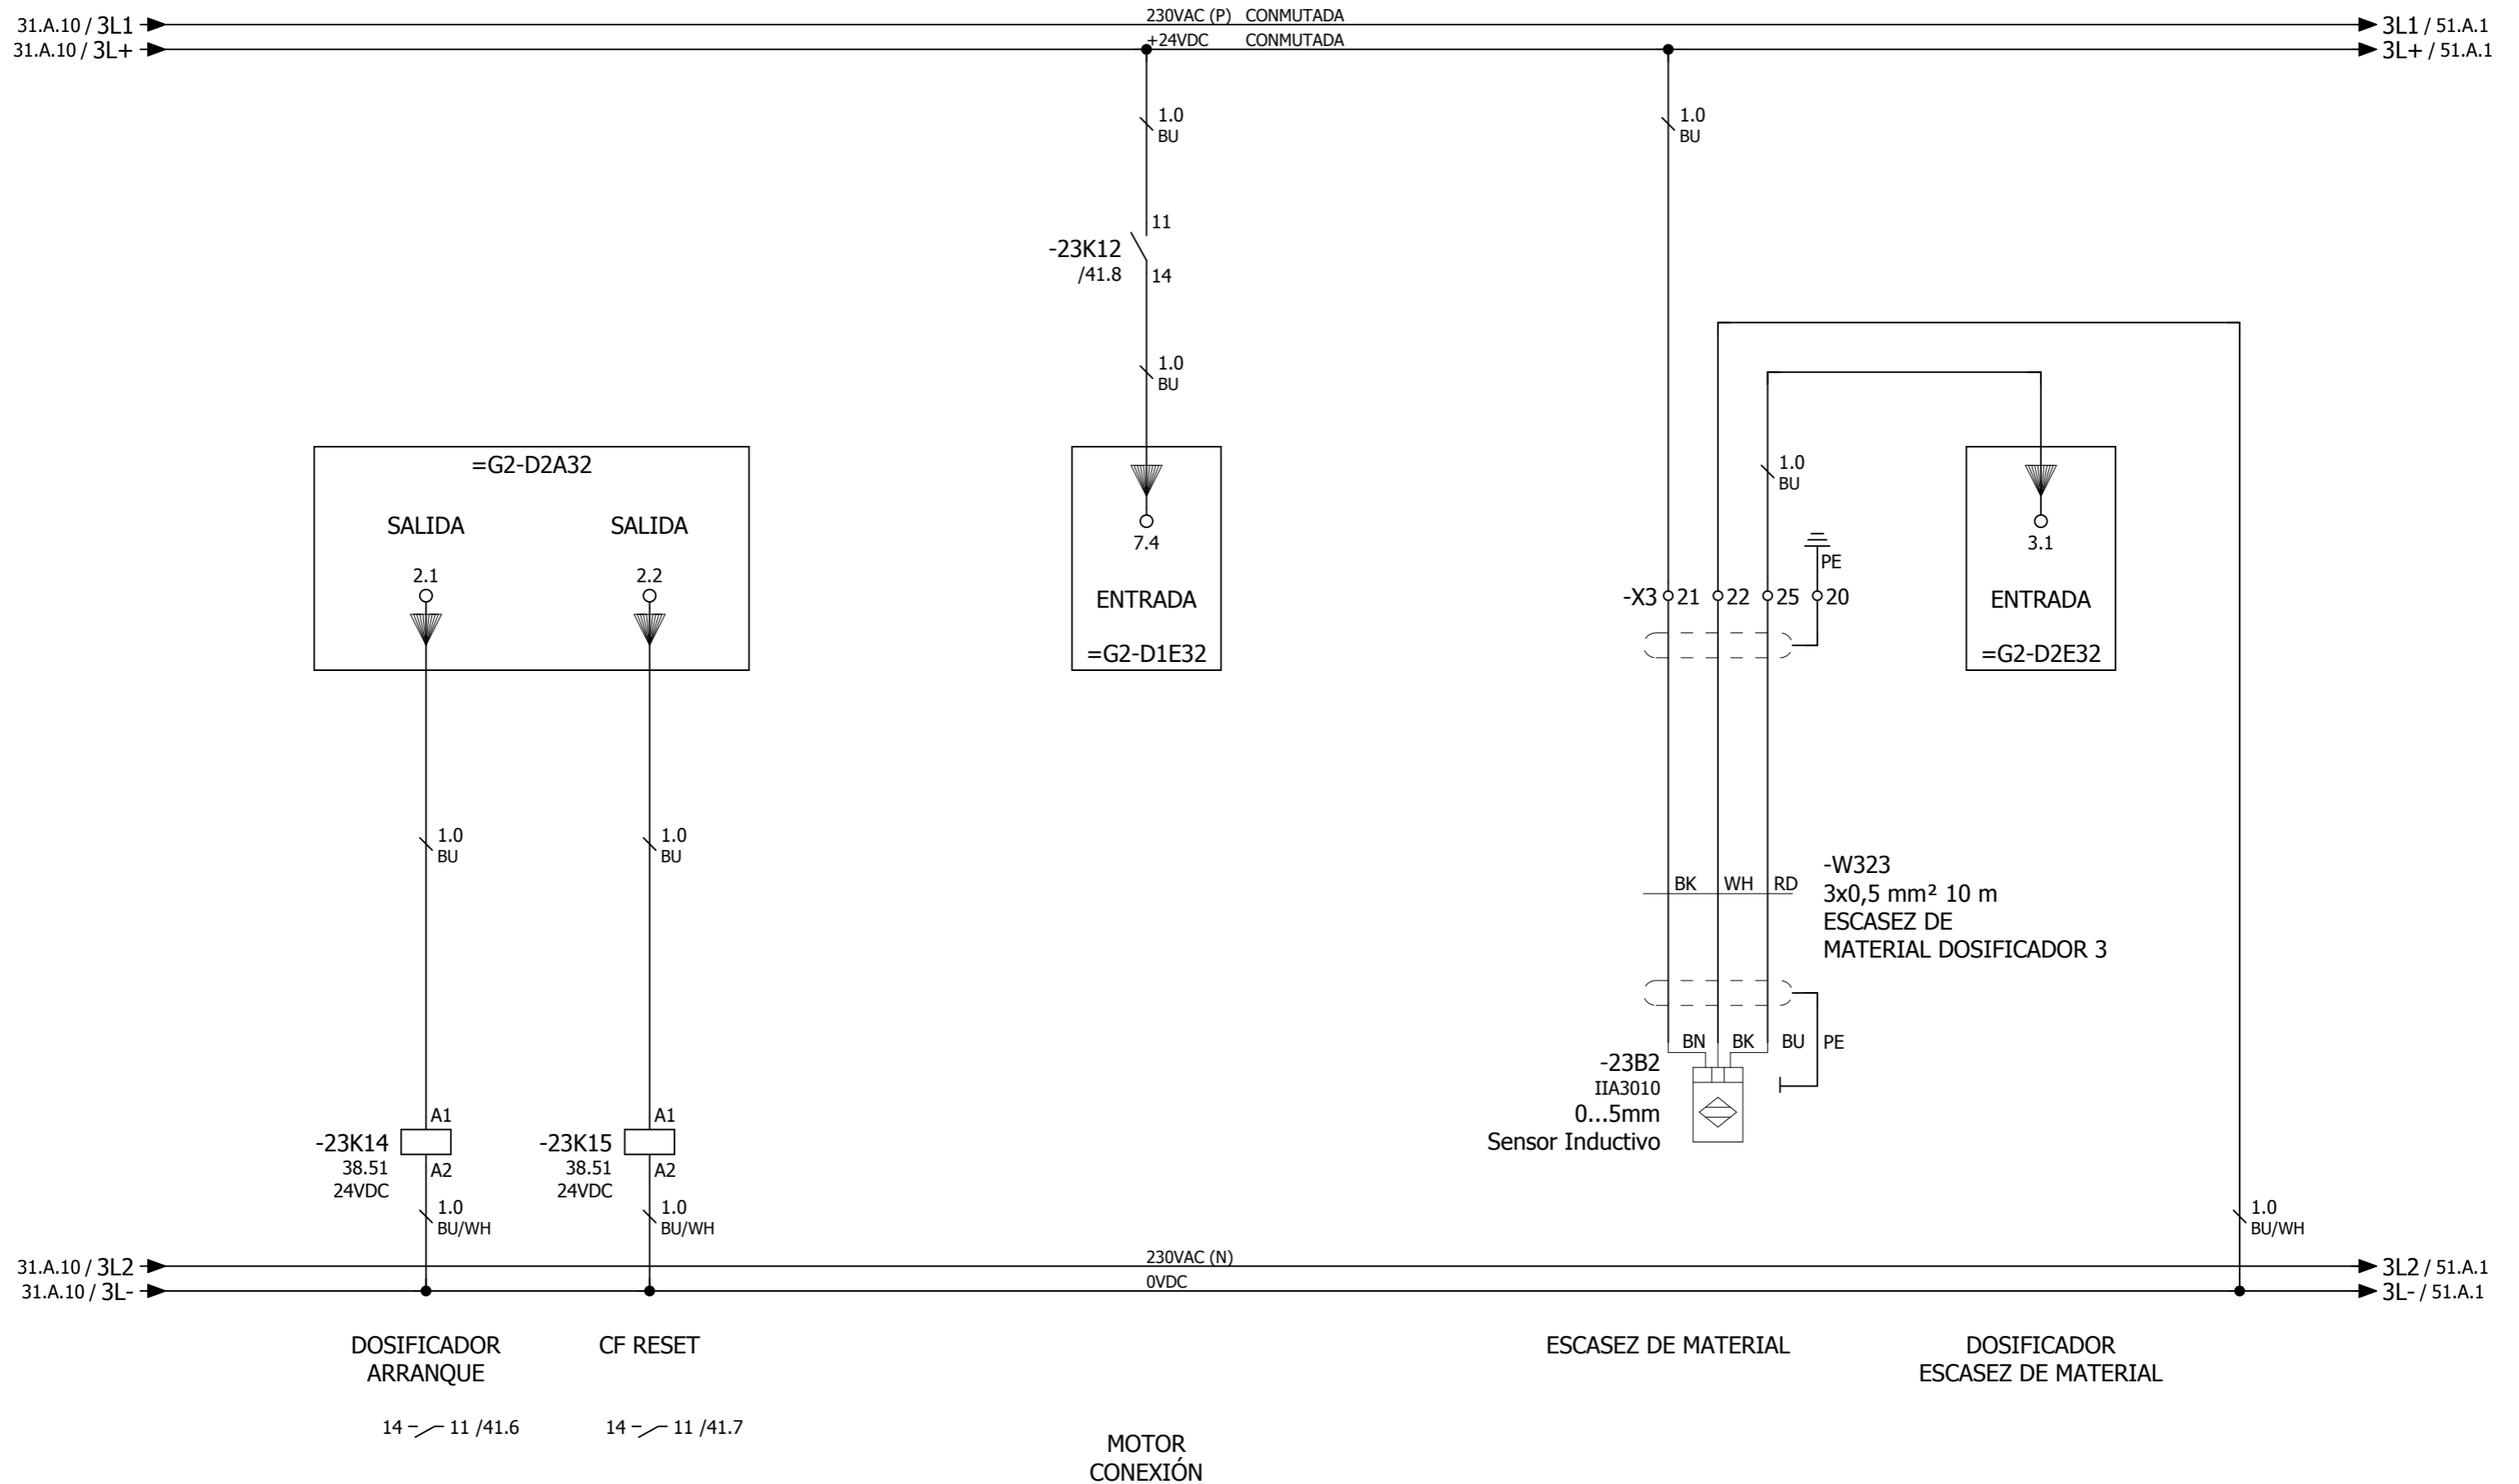 31.A.10 / 3L1
230VAC (P) CONMUTADA
3L1 / 51.A.1
31.A.10 / 3L+
+24VDC CONMUTADA
3L+ / 51.A.1
1.0
BU
1.0
BU
11
-23K12
/41.8
14
1.0
BU
=G2-D2A32
SALIDA
SALIDA
2.1
2.2
7.4
ENTRADA
=G2-D1E32
1.0
BU
PE
-X3
21
22
25
20
3.1
ENTRADA
=G2-D2E32
1.0
BU
1.0
BU
BK
WH
RD
-W323
3x0,5 mm² 10 m
ESCASEZ DE
MATERIAL DOSIFICADOR 3
BN
BK
BU
PE
-23B2
IIA3010
0...5mm
Sensor Inductivo
A1
-23K14
38.51
24VDC
A2
1.0
BU/WH
A1
-23K15
38.51
24VDC
A2
1.0
BU/WH
1.0
BU/WH
31.A.10 / 3L2
230VAC (N)
3L2 / 51.A.1
31.A.10 / 3L-
0VDC
3L- / 51.A.1
DOSIFICADOR
ARRANQUE
CF RESET
ESCASEZ DE MATERIAL
DOSIFICADOR
ESCASEZ DE MATERIAL
14
11 /41.6
14
11 /41.7
MOTOR
CONEXIÓN